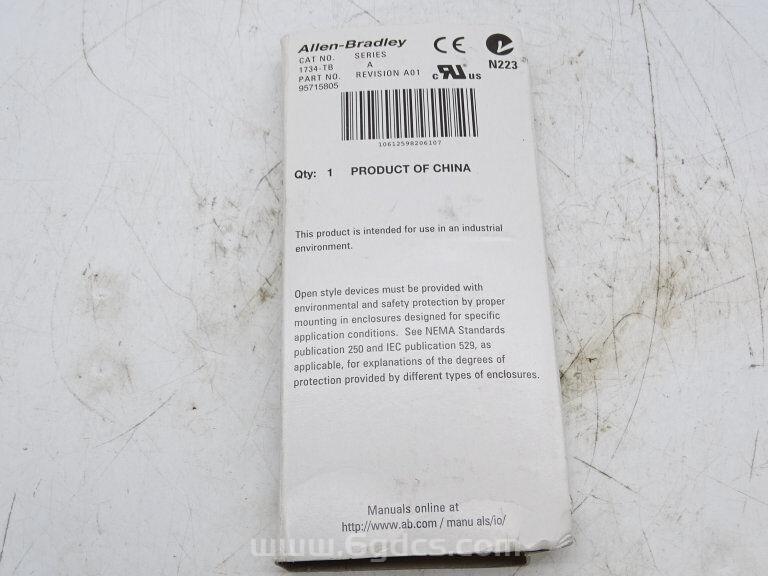 Allen-Bradley
CAT NO. SERIES
1734-TB A
PART NO. REVISION A01
95715805
CE
c RU US
N223
10612598206107
Qty: 1 PRODUCT OF CHINA
This product is intended for use in an industrial
environment.
Open style devices must be provided with
environmental and safety protection by proper
mounting in enclosures designed for specific
application conditions. See NEMA Standards
publication 250 and IEC publication 529, as
applicable, for explanations of the degrees of
protection provided by different types of enclosures.
Manuals online at
http://www.ab.com / manu als/io/
www.6gdcs.com